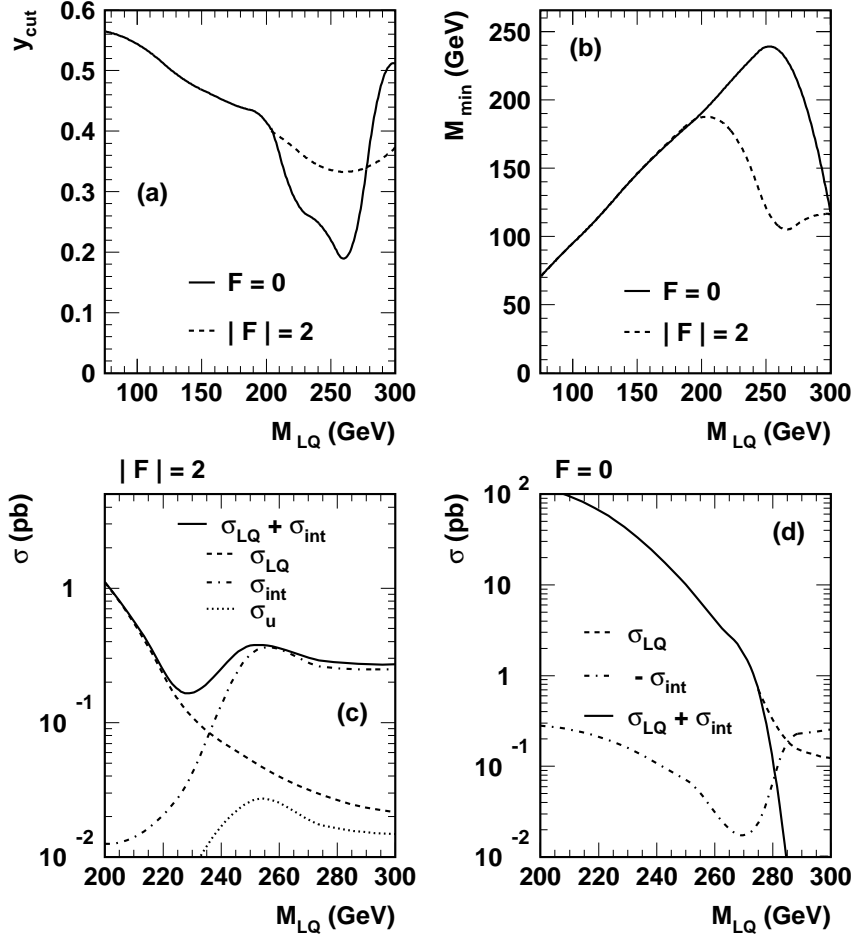 y_cut
0.6
0.5
0.4
0.3
0.2
0.1
0
(a)
F = 0
| F | = 2
100 150 200 250 300
M_LQ (GeV)
M_min (GeV)
250
200
150
100
50
0
(b)
F = 0
| F | = 2
100 150 200 250 300
M_LQ (GeV)
| F | = 2
σ (pb)
1
10^-1
10^-2
σ_LQ + σ_int
σ_LQ
σ_int
σ_u
(c)
200 220 240 260 280 300
M_LQ (GeV)
F = 0
σ (pb)
10^2
10
1
10^-1
10^-2
(d)
σ_LQ
- σ_int
σ_LQ + σ_int
200 220 240 260 280 300
M_LQ (GeV)